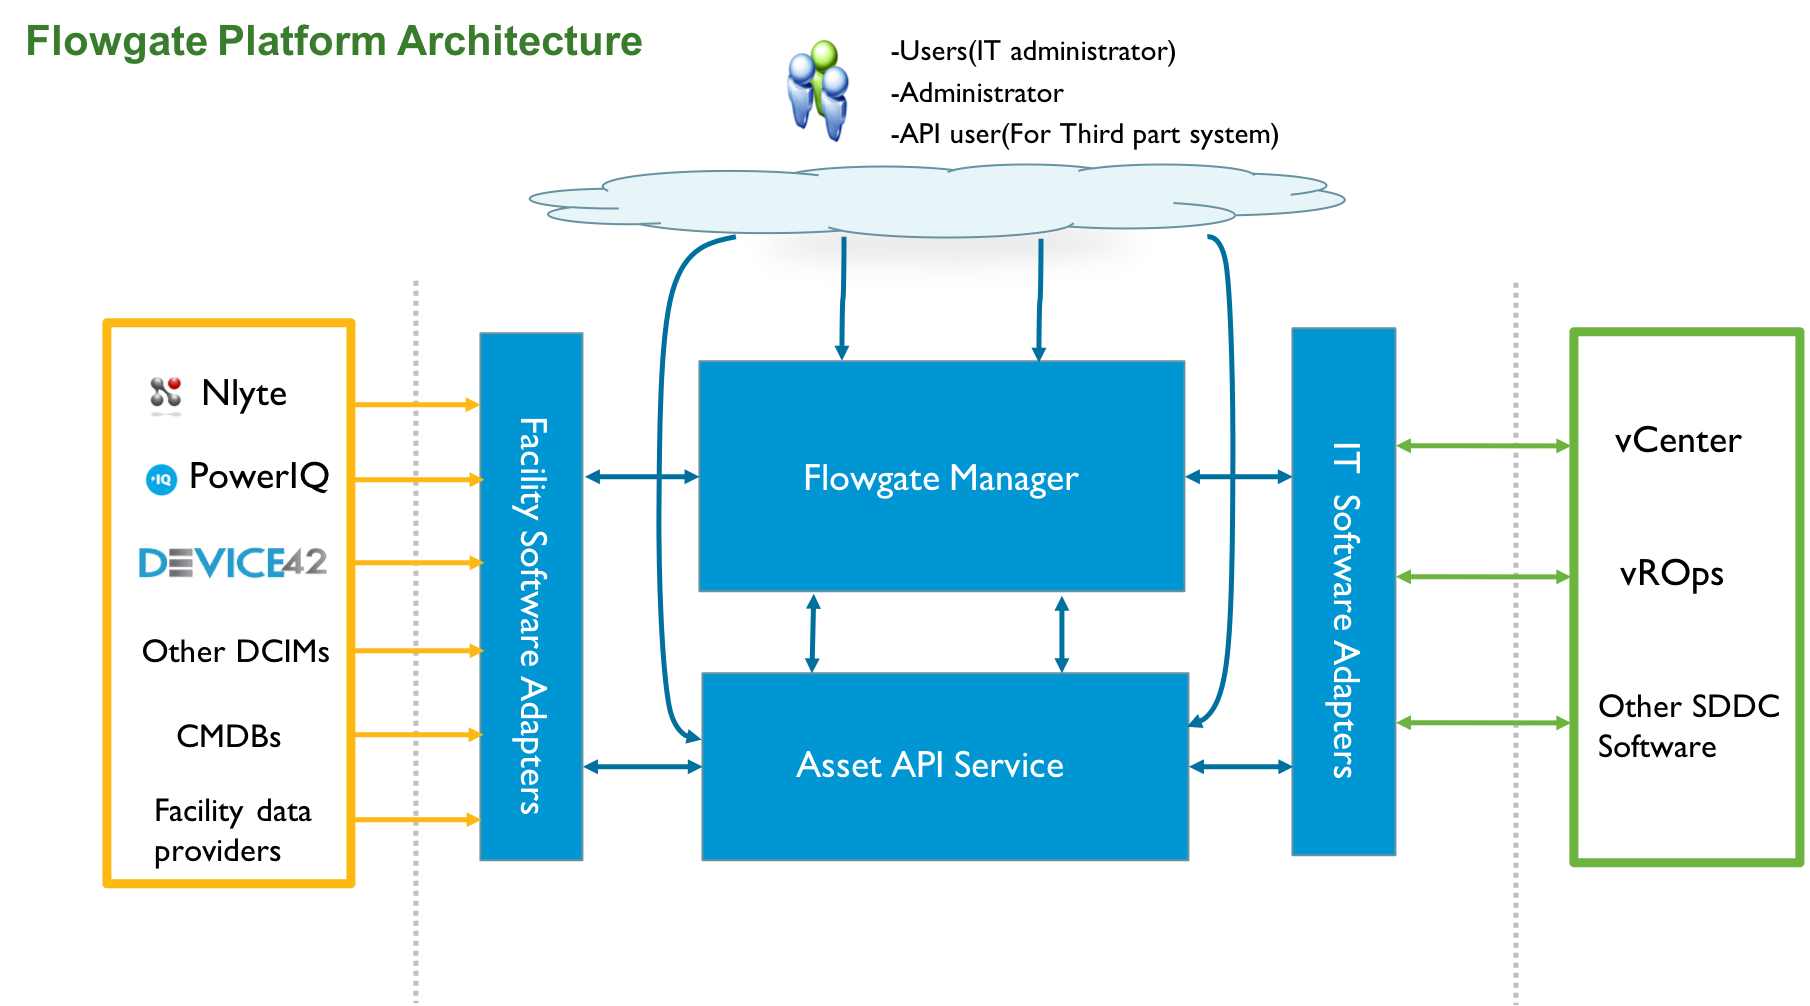 Flowgate Platform Architecture
-Users(IT administrator)
-Administrator
-API user(For Third part system)
Nlyte
+IQ
PowerIQ
DEVICE42
Other DCIMs
CMDBs
Facility data
providers
Facility Software Adapters
Flowgate Manager
Asset API Service
IT Software Adapters
vCenter
vROps
Other SDDC
Software